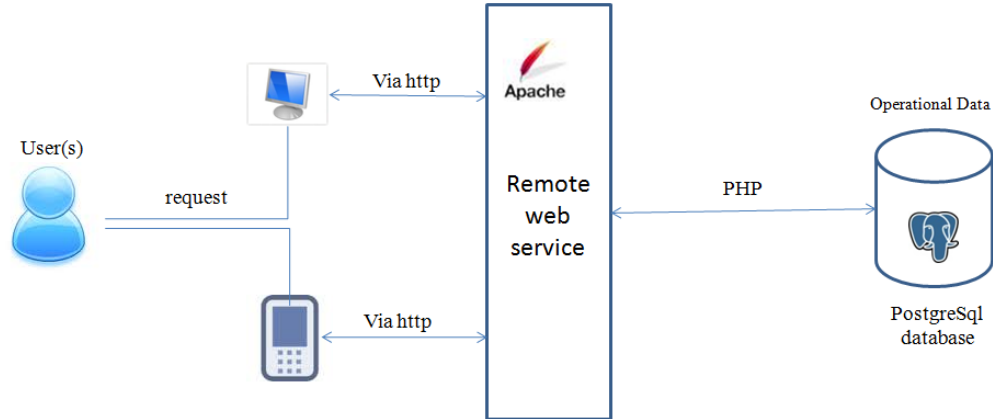 User(s)
request
Via http
Via http
Apache
Remote
web
service
PHP
Operational Data
PostgreSql
database